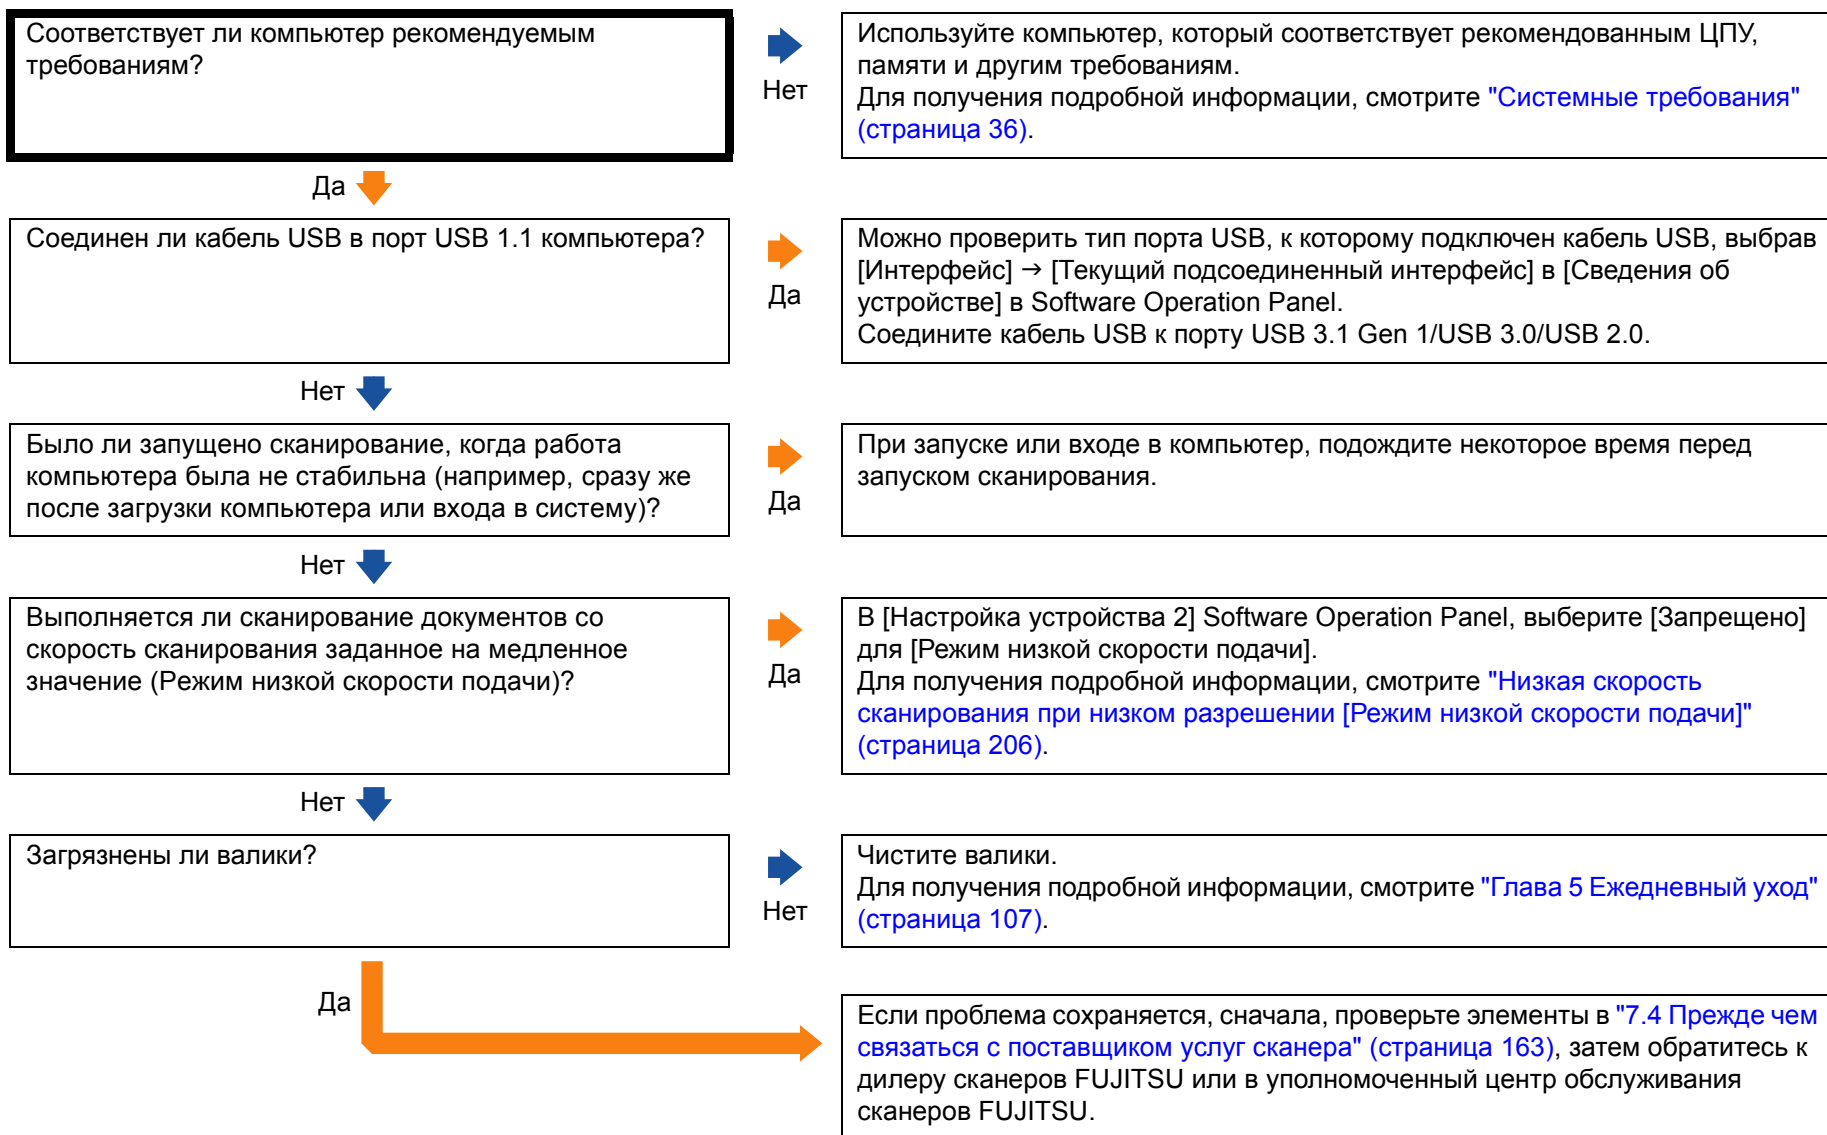 Соответствует ли компьютер рекомендуемым
требованиям?
Нет
Используйте компьютер, который соответствует рекомендованным ЦПУ,
памяти и другим требованиям.
Для получения подробной информации, смотрите "Системные требования"
(страница 36).
Да
Соединен ли кабель USB в порт USB 1.1 компьютера?
Да
Можно проверить тип порта USB, к которому подключен кабель USB, выбрав
[Интерфейс] → [Текущий подсоединенный интерфейс] в [Сведения об
устройстве] в Software Operation Panel.
Соедините кабель USB к порту USB 3.1 Gen 1/USB 3.0/USB 2.0.
Нет
Было ли запущено сканирование, когда работа
компьютера была не стабильна (например, сразу же
после загрузки компьютера или входа в систему)?
Да
При запуске или входе в компьютер, подождите некоторое время перед
запуском сканирования.
Нет
Выполняется ли сканирование документов со
скорость сканирования заданное на медленное
значение (Режим низкой скорости подачи)?
Да
В [Настройка устройства 2] Software Operation Panel, выберите [Запрещено]
для [Режим низкой скорости подачи].
Для получения подробной информации, смотрите "Низкая скорость
сканирования при низком разрешении [Режим низкой скорости подачи]"
(страница 206).
Нет
Загрязнены ли валики?
Нет
Чистите валики.
Для получения подробной информации, смотрите "Глава 5 Ежедневный уход"
(страница 107).
Да
Если проблема сохраняется, сначала, проверьте элементы в "7.4 Прежде чем
связаться с поставщиком услуг сканера" (страница 163), затем обратитесь к
дилеру сканеров FUJITSU или в уполномоченный центр обслуживания
сканеров FUJITSU.